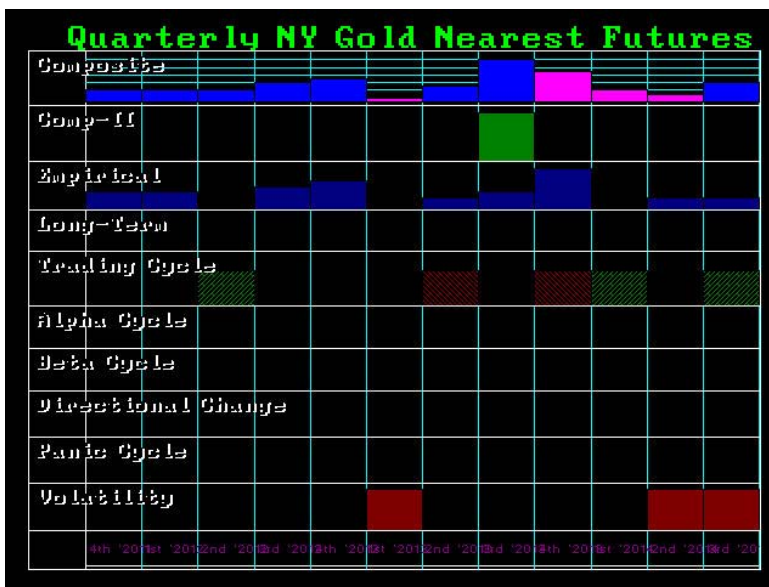 Quarterly NY Gold Nearest Futures
Composite
Comp-II
Empirical
Long-Term
Trading Cycle
Alpha Cycle
Beta Cycle
Directional Change
Panic Cycle
Volatility
4th